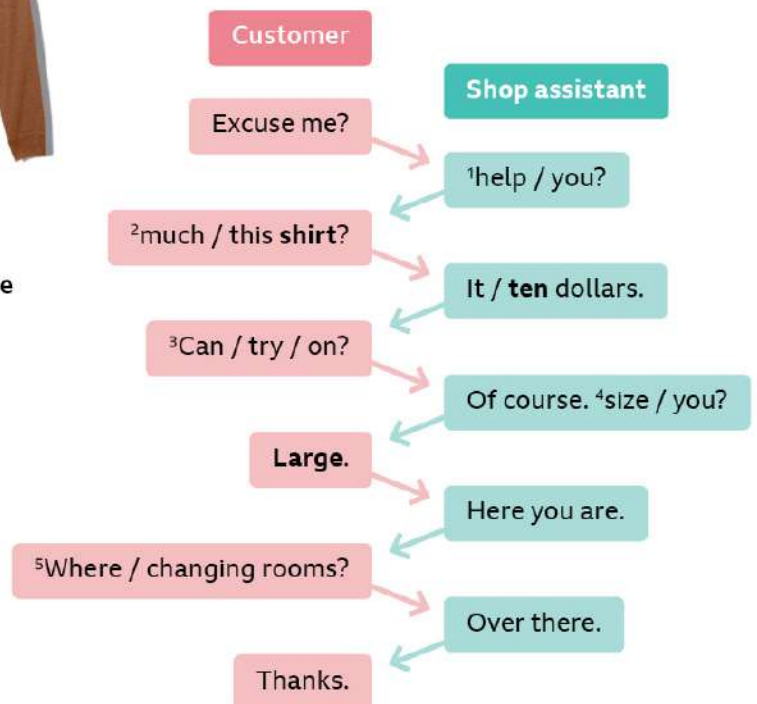 Customer
Shop assistant
Excuse me?
¹help / you?
²much / this shirt?
It / ten dollars.
³Can / try / on?
Of course. ⁴size / you?
Large.
Here you are.
⁵Where / changing rooms?
Over there.
Thanks.
e